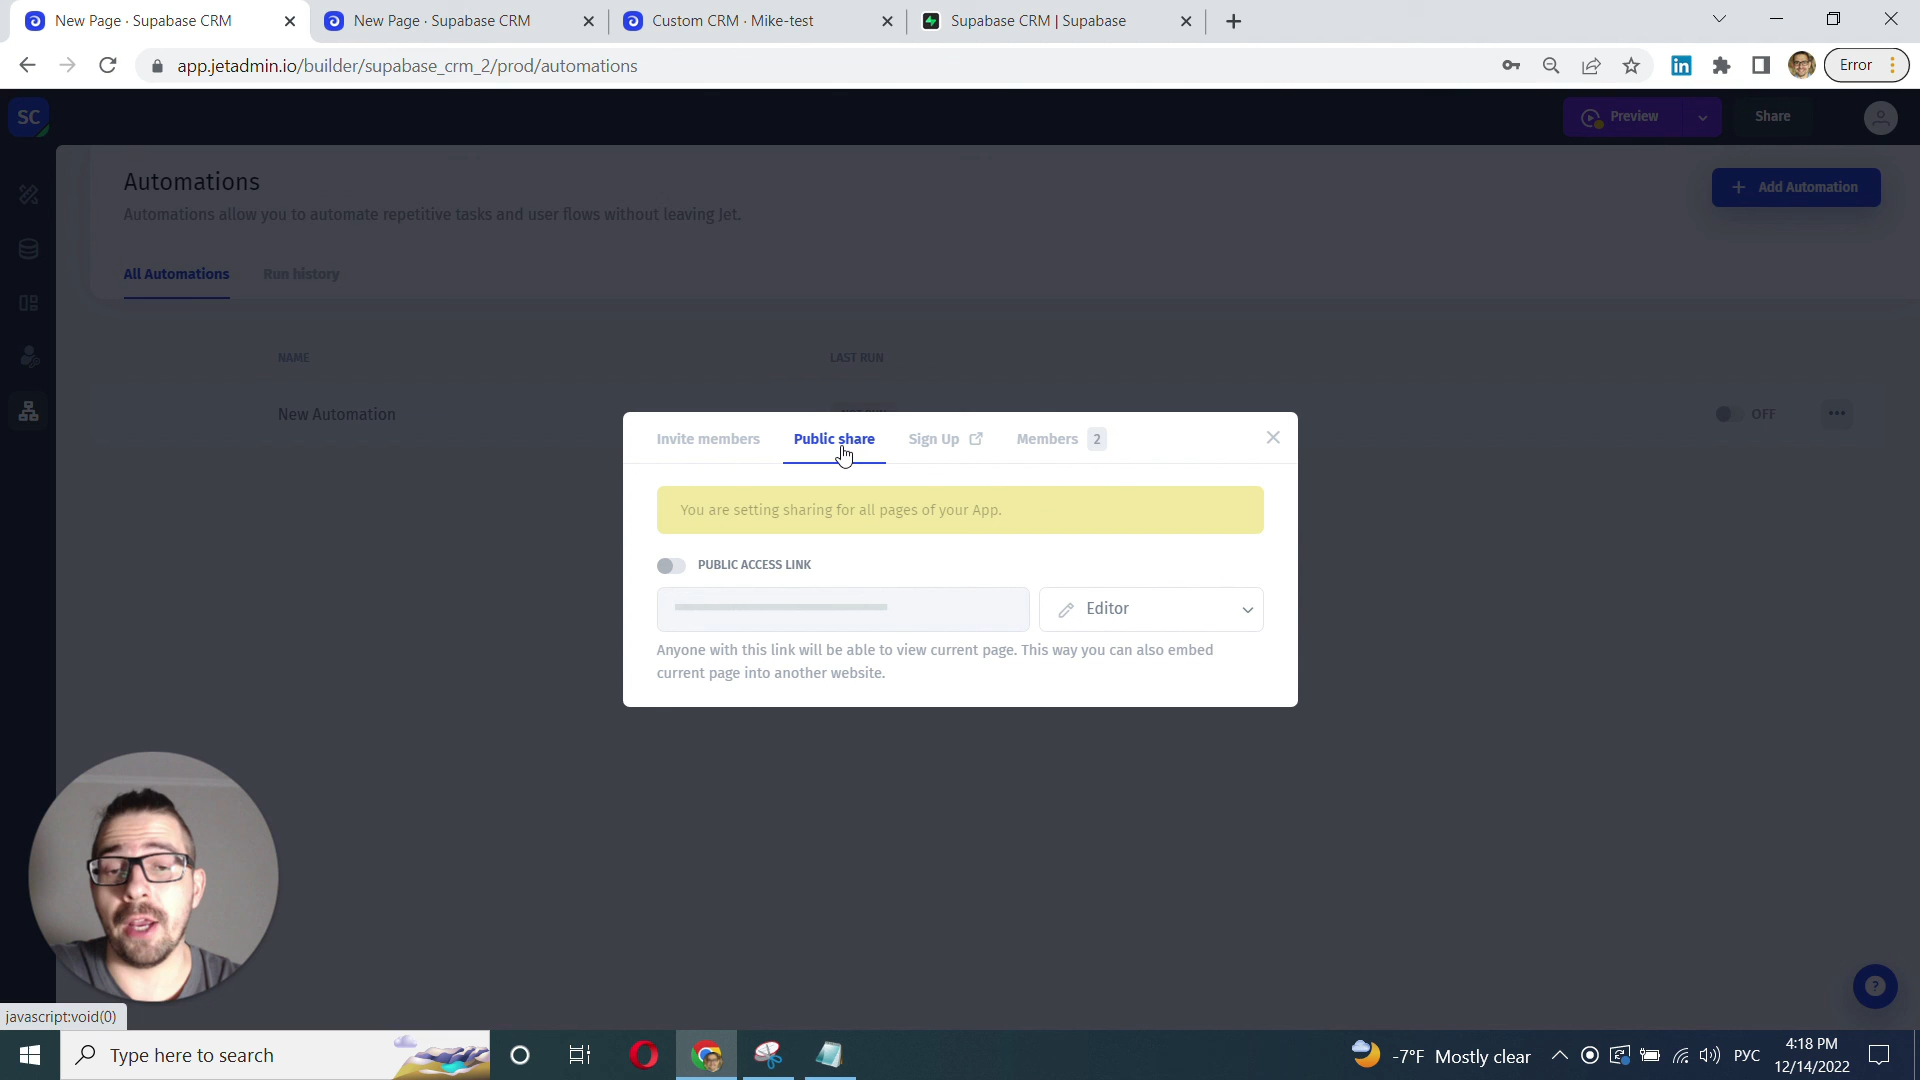 New Page · Supabase CRM
New Page · Supabase CRM
Custom CRM · Mike-test
Supabase CRM | Supabase
app.jetadmin.io/builder/supabase_crm_2/prod/automations
Error
SC
Preview
Share
Automations
Automations allow you to automate repetitive tasks and user flows without leaving Jet.
+ Add Automation
All Automations
Run history
NAME
LAST RUN
New Automation
OFF
Invite members
Public share
Sign Up
Members 2
You are setting sharing for all pages of your App.
PUBLIC ACCESS LINK
Editor
Anyone with this link will be able to view current page. This way you can also embed
current page into another website.
?
javascript:void(0)
Type here to search
-7°F Mostly clear
РУС
4:18 PM
12/14/2022